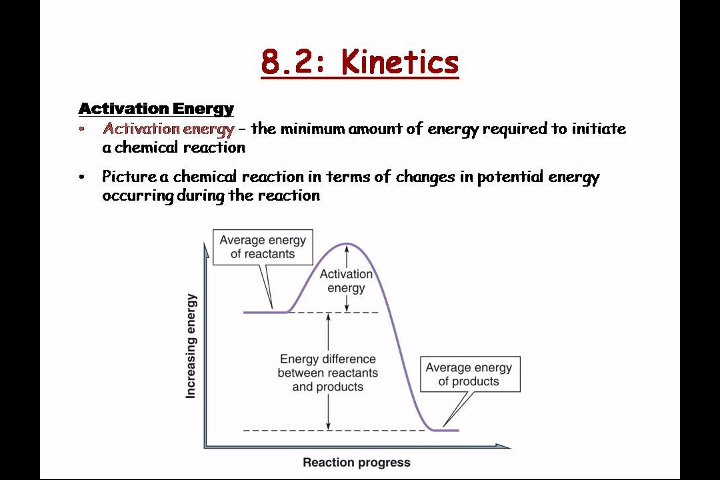 8.2: Kinetics
Activation Energy
• Activation energy – the minimum amount of energy required to initiate
a chemical reaction
• Picture a chemical reaction in terms of changes in potential energy
occurring during the reaction
Average energy
of reactants
Activation
energy
Increasing energy
Energy difference
between reactants
and products
Average energy
of products
Reaction progress